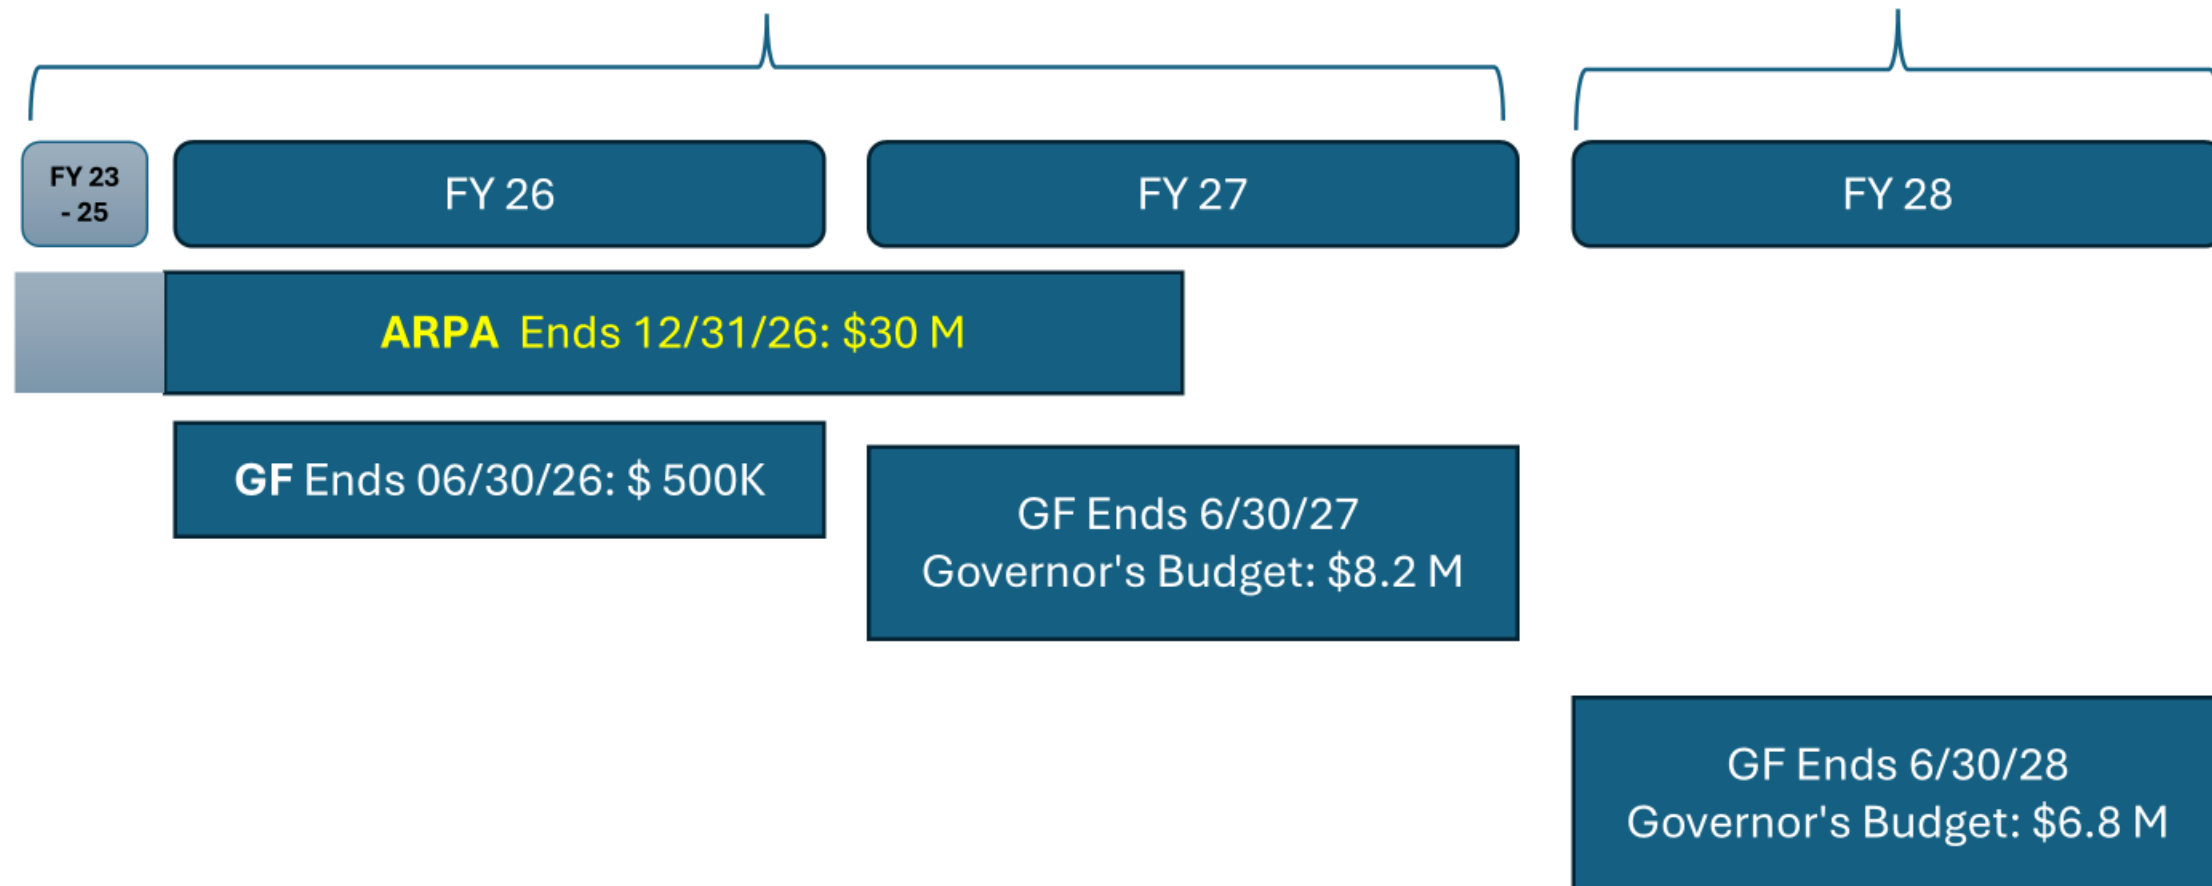 FY 23
- 25
FY 26
FY 27
FY 28
ARPA Ends 12/31/26: $30 M
GF Ends 06/30/26: $ 500K
GF Ends 6/30/27
Governor's Budget: $8.2 M
GF Ends 6/30/28
Governor's Budget: $6.8 M